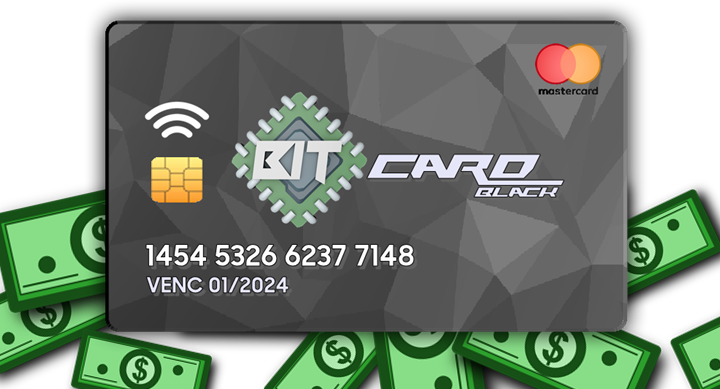 mastercard
BIT CARD
BLACK
1454 5326 6237 7148
VENC 01/2024
$
$
$
$
$
$
$